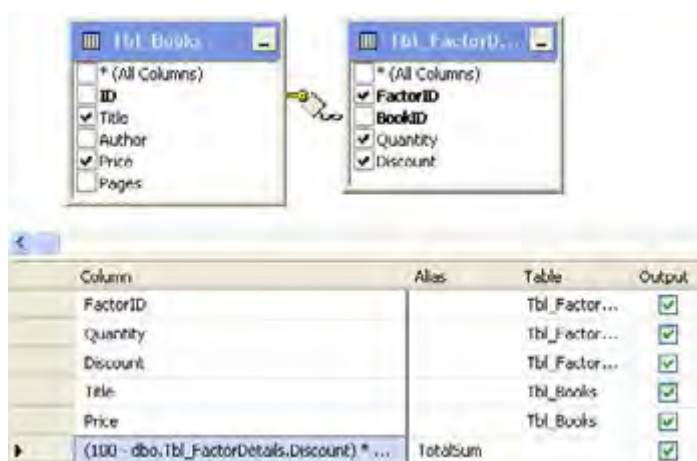 Tbl_Books
* (All Columns)
ID
Title
Author
Price
Pages
Tbl_FactorD...
* (All Columns)
FactorID
BookID
Quantity
Discount
Column Alias Table Output
FactorID Tbl_Factor...
Quantity Tbl_Factor...
Discount Tbl_Factor...
Title Tbl_Books
Price Tbl_Books
(100 - dbo.Tbl_FactorDetails.Discount) * ... TotalSum